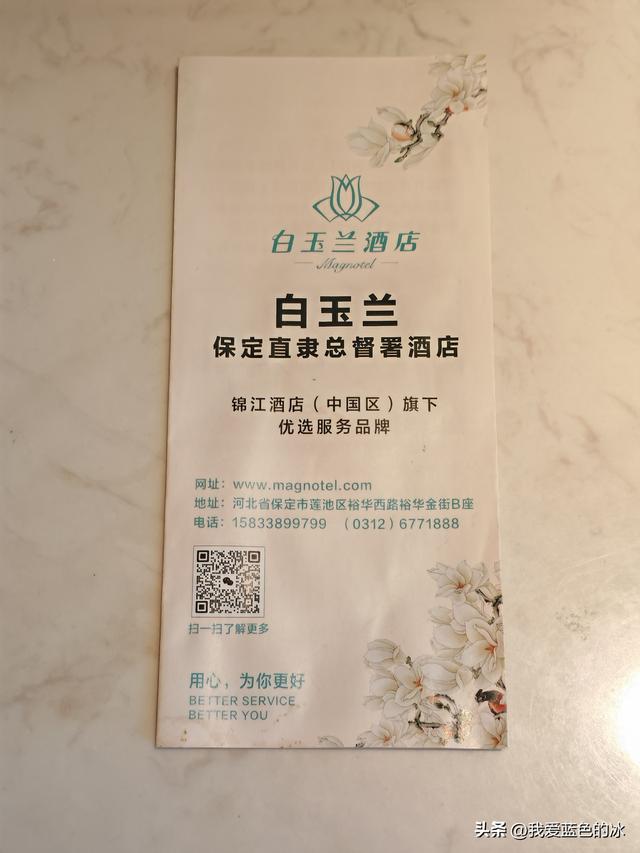 白玉兰酒店
Magnotel
白玉兰
保定直隶总督署酒店
锦江酒店（中国区）旗下
优选服务品牌
网址：www.magnotel.com
地址：河北省保定市莲池区裕华西路裕华金街B座
电话：15833899799 （0312）6771888
扫一扫了解更多
用心，为你更好
BETTER SERVICE
BETTER YOU
头条 @我爱蓝色的冰